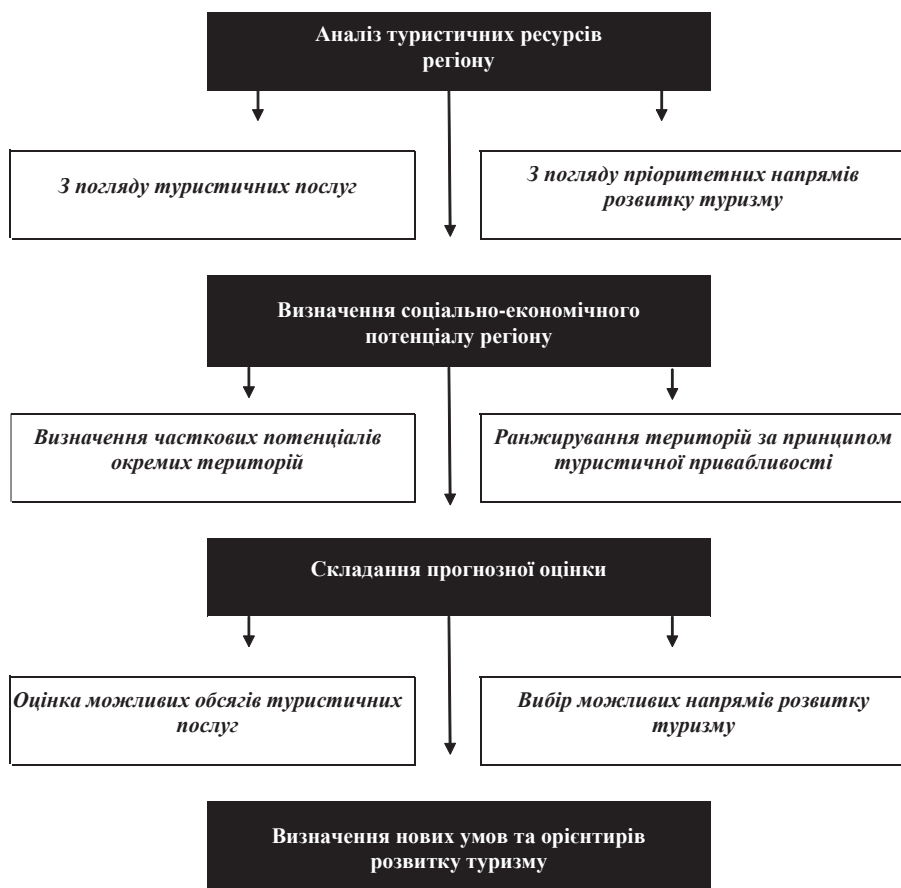 Аналіз туристичних ресурсів
регіону
З погляду туристичних послуг
З погляду пріоритетних напрямів
розвитку туризму
Визначення соціально-економічного
потенціалу регіону
Визначення часткових потенціалів
окремих територій
Ранжирування територій за принципом
туристичної привабливості
Складання прогнозної оцінки
Оцінка можливих обсягів туристичних
послуг
Вибір можливих напрямів розвитку
туризму
Визначення нових умов та орієнтирів
розвитку туризму